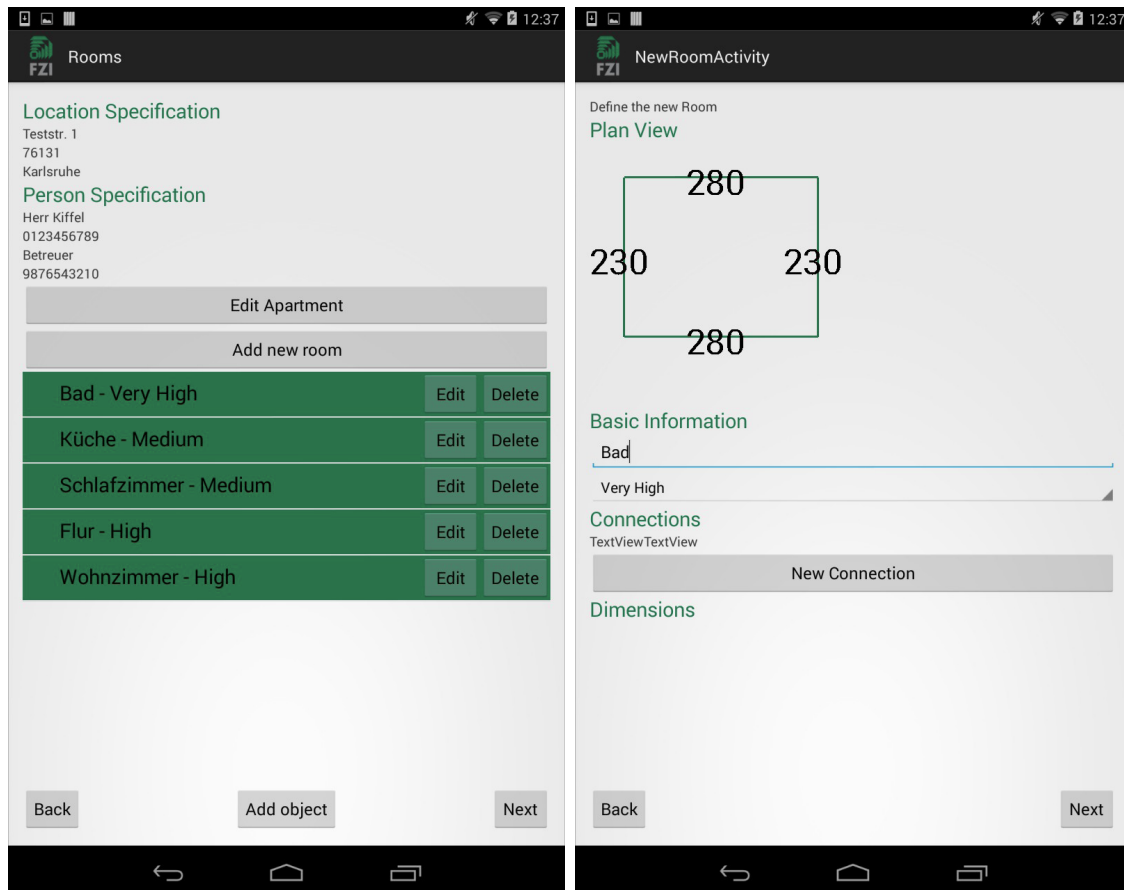 12:37
FZI
Rooms
Location Specification
Teststr. 1
76131
Karlsruhe
Person Specification
Herr Kiffel
0123456789
Betreuer
9876543210
Edit Apartment
Add new room
Bad - Very High Edit Delete
Küche - Medium Edit Delete
Schlafzimmer - Medium Edit Delete
Flur - High Edit Delete
Wohnzimmer - High Edit Delete
Back Add object Next
12:37
FZI
NewRoomActivity
Define the new Room
Plan View
280
230 230
280
Basic Information
Bad
Very High
Connections
TextViewTextView
New Connection
Dimensions
Back Next